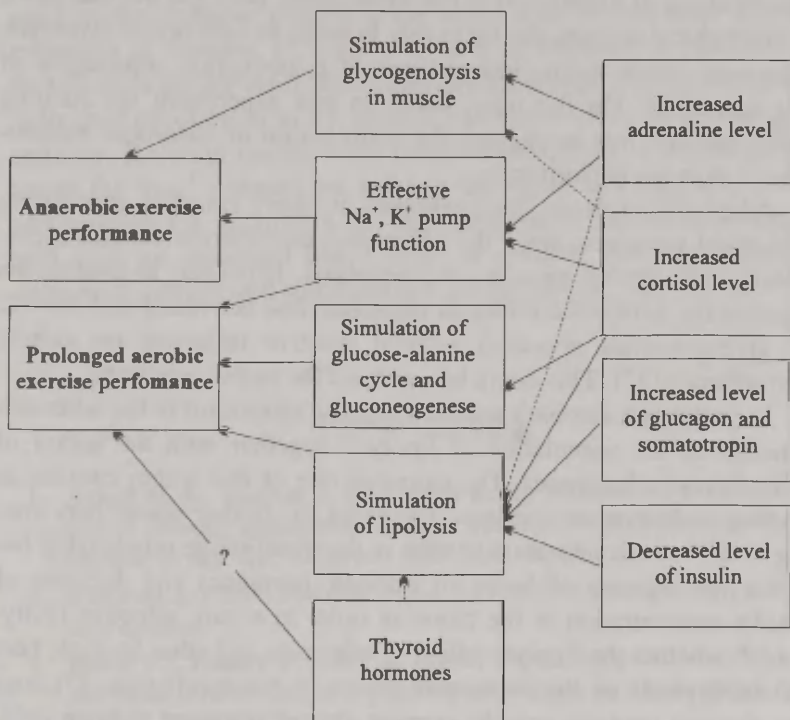 Simulation of
glycogenolysis
in muscle
Increased
adrenaline level
Anaerobic exercise
performance
Effective
Na⁺, K⁺ pump
function
Increased
cortisol level
Prolonged aerobic
exercise perfomance
Simulation of
glucose-alanine
cycle and
gluconeogenese
Increased level
of glucagon and
somatotropin
Simulation
of lipolysis
Decreased level
of insulin
?
Thyroid
hormones